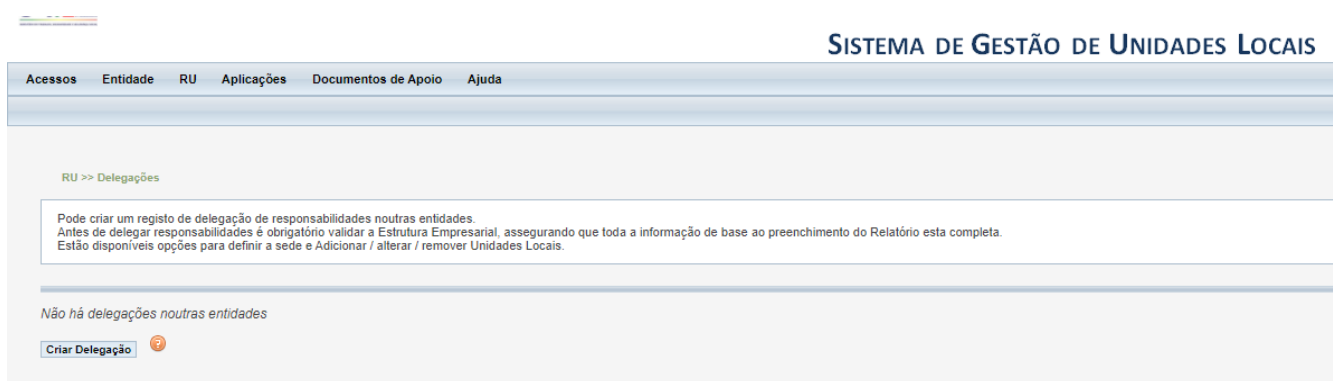 SISTEMA DE GESTÃO DE UNIDADES LOCAIS
Acessos Entidade RU Aplicações Documentos de Apoio Ajuda
RU >> Delegações
Pode criar um registo de delegação de responsabilidades noutras entidades.
Antes de delegar responsabilidades é obrigatório validar a Estrutura Empresarial, assegurando que toda a informação de base ao preenchimento do Relatório esta completa.
Estão disponíveis opções para definir a sede e Adicionar / alterar / remover Unidades Locais.
Não há delegações noutras entidades
Criar Delegação ?